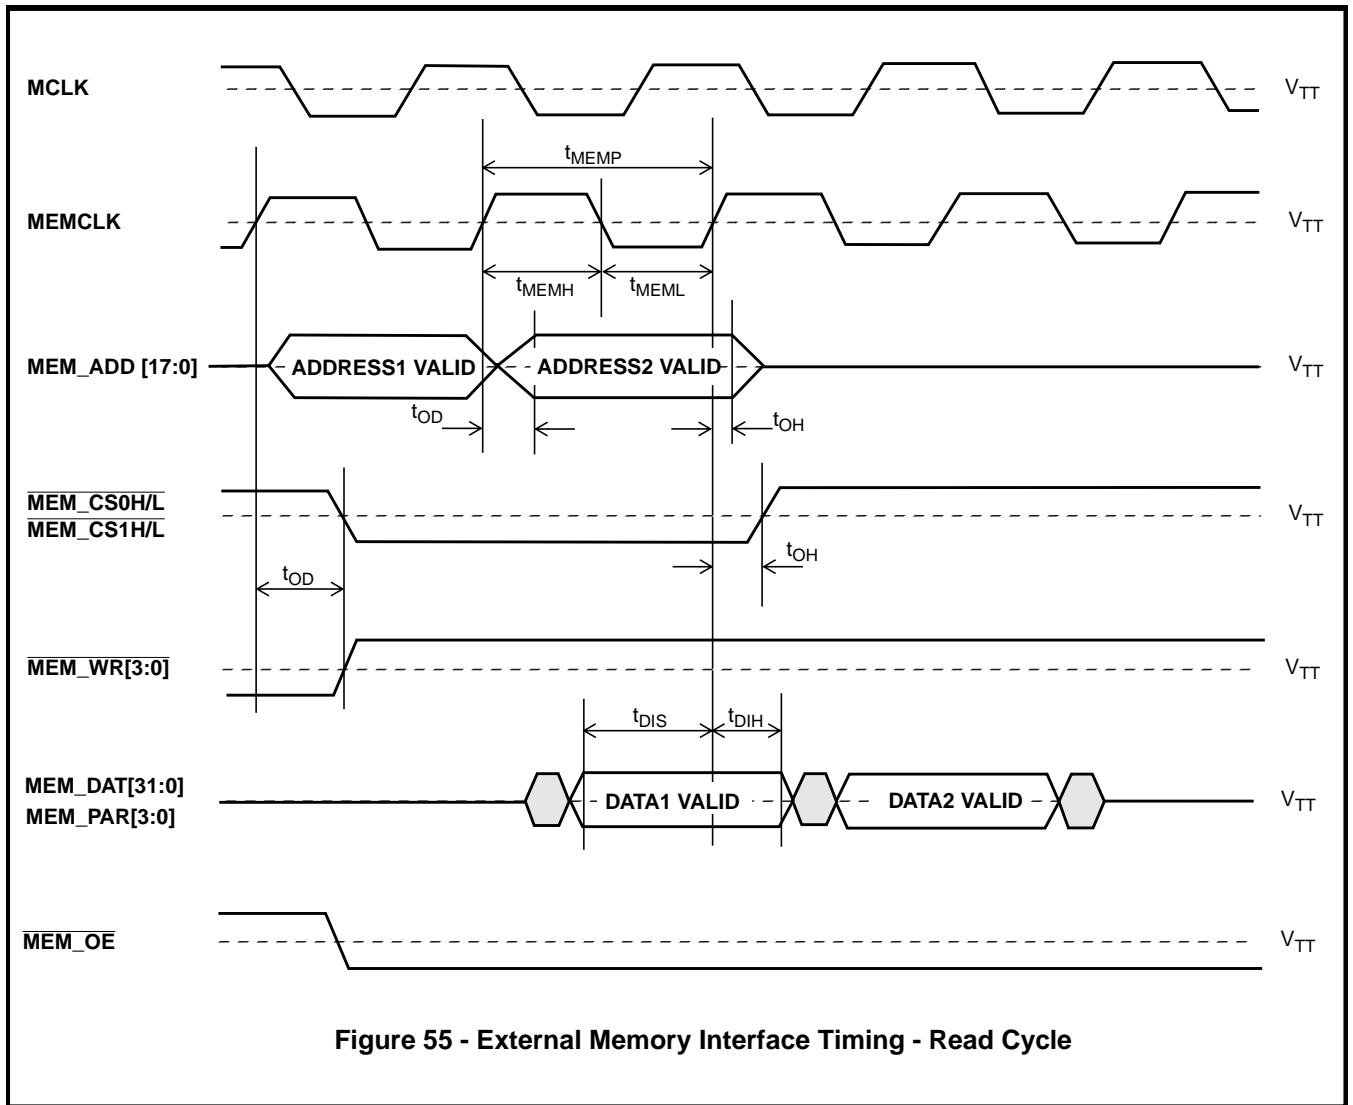 MCLK
VTT
tMEMP
MEMCLK
VTT
tMEMH
tMEML
MEM_ADD [17:0]
ADDRESS1 VALID
ADDRESS2 VALID
VTT
tOD
tOH
MEM_CS0H/L
MEM_CS1H/L
VTT
tOH
tOD
MEM_WR[3:0]
VTT
tDIS
tDIH
MEM_DAT[31:0]
MEM_PAR[3:0]
DATA1 VALID
DATA2 VALID
VTT
MEM_OE
VTT
Figure 55 - External Memory Interface Timing - Read Cycle